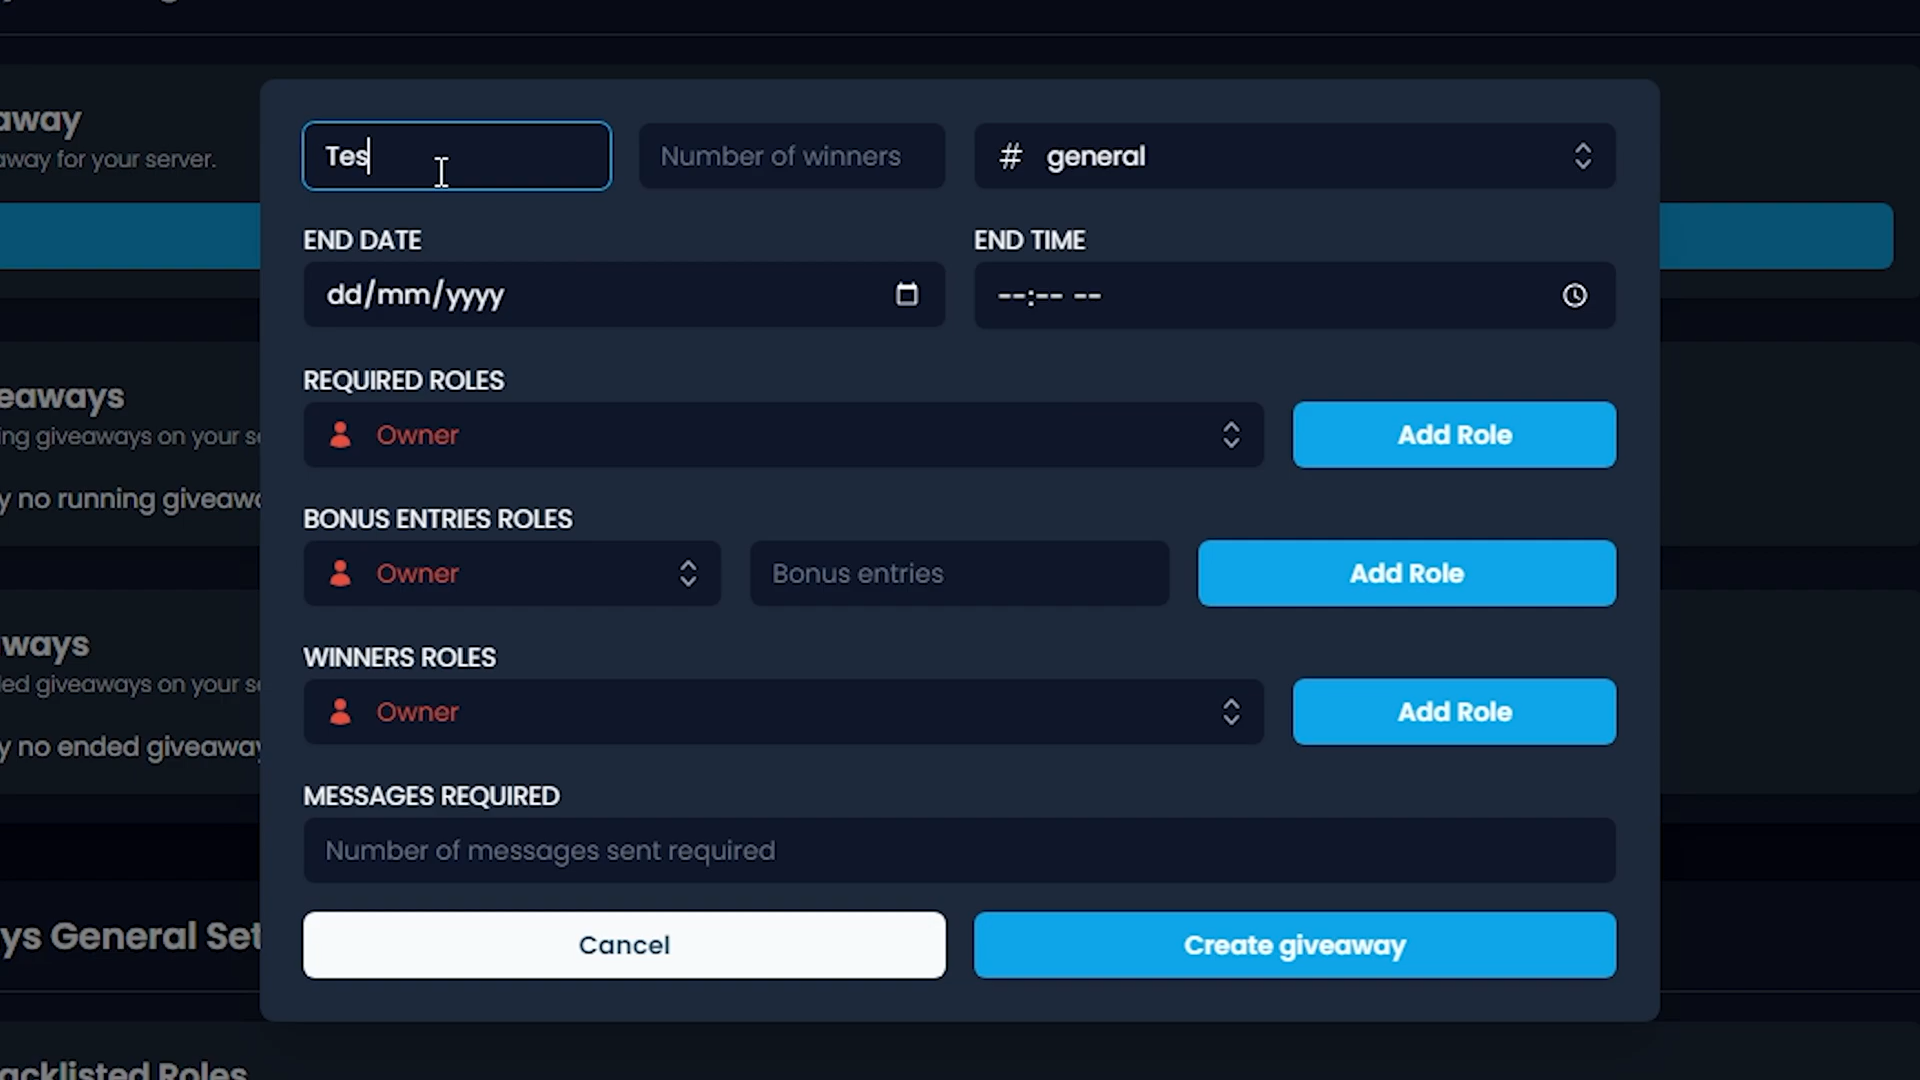 away
away for your server.
Tes
Number of winners
# general
END DATE
END TIME
dd/mm/yyyy
--:-- --
REQUIRED ROLES
Owner
Add Role
eaways
ing giveaways on your s
y no running giveaw
BONUS ENTRIES ROLES
Owner
Bonus entries
Add Role
WINNERS ROLES
Owner
Add Role
ways
led giveaways on your s
y no ended giveaway
MESSAGES REQUIRED
Number of messages sent required
Cancel
Create giveaway
ys General Set
acklisted Roles